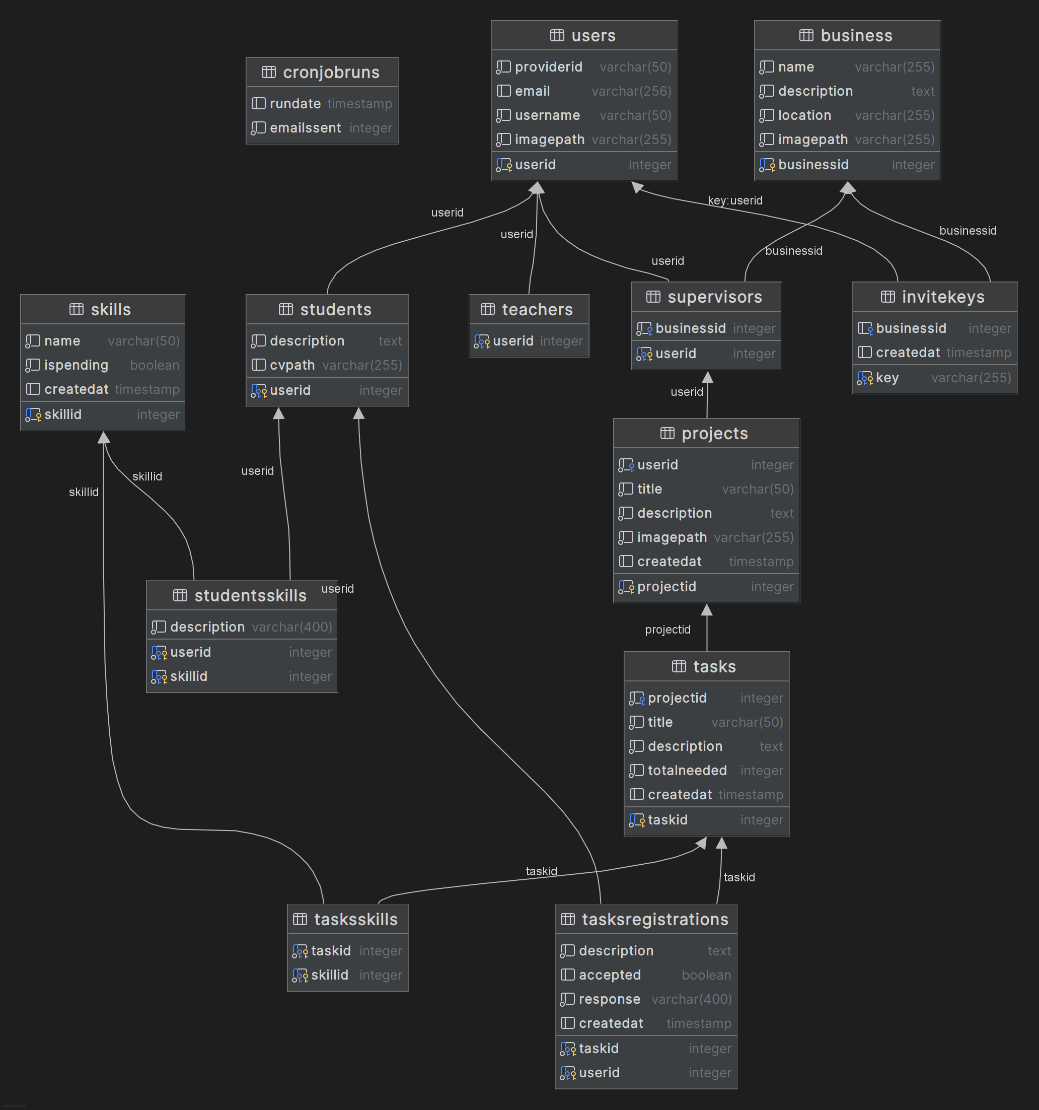 users
providerid varchar(50)
email varchar(256)
username varchar(50)
imagepath varchar(255)
userid integer
business
name varchar(255)
description text
location varchar(255)
imagepath varchar(255)
businessid integer
cronjobruns
rundate timestamp
emailssent integer
userid
userid
userid
key:userid
businessid
businessid
skills
name varchar(50)
ispending boolean
createdat timestamp
skillid integer
students
description text
cvpath varchar(255)
userid integer
teachers
userid integer
supervisors
businessid integer
userid integer
invitekeys
businessid integer
createdat timestamp
key varchar(255)
userid
projects
userid integer
title varchar(50)
description text
imagepath varchar(255)
createdat timestamp
projectid integer
skillid
skillid
userid
userid
studentsskills
description varchar(400)
userid integer
skillid integer
projectid
tasks
projectid integer
title varchar(50)
description text
totalneeded integer
createdat timestamp
taskid integer
taskid
taskid
tasksskills
taskid integer
skillid integer
tasksregistrations
description text
accepted boolean
response varchar(400)
createdat timestamp
taskid integer
userid integer